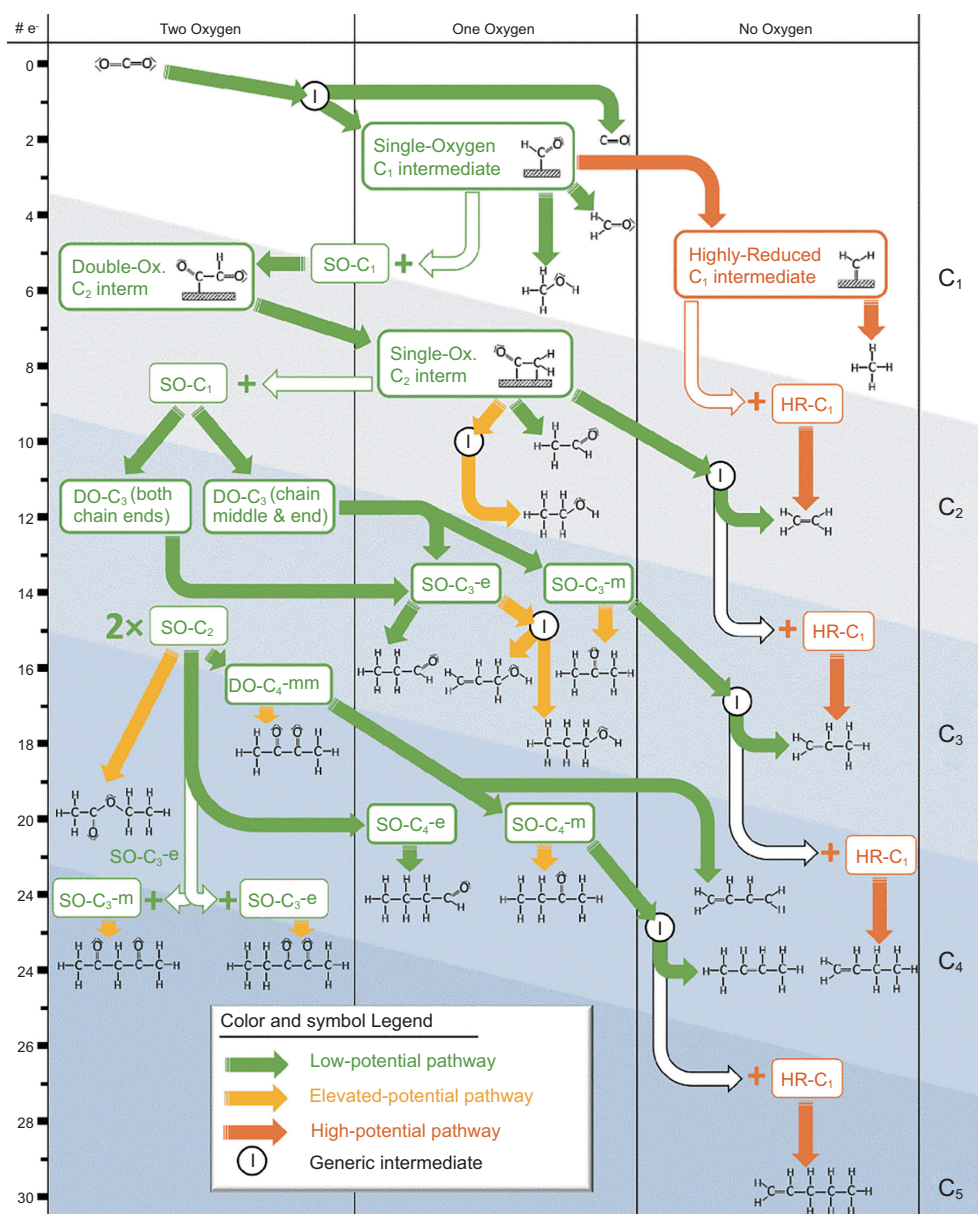 # e-
Two Oxygen
One Oxygen
No Oxygen
0
2
4
6
8
10
12
14
16
18
20
22
24
26
28
30
C1
C2
C3
C4
C5
O=C=O
I
C=O
Single-Oxygen
C1 intermediate
Double-Ox.
C2 interm
SO-C1
+
Highly-Reduced
C1 intermediate
Single-Ox.
C2 interm
SO-C1
+
+
HR-C1
I
I
DO-C3 (both
chain ends)
DO-C3 (chain
middle & end)
SO-C3-e
SO-C3-m
I
2×
SO-C2
+
HR-C1
DO-C4-mm
I
SO-C4-e
SO-C4-m
+
HR-C1
SO-C3-e
SO-C3-m
+
+
SO-C3-e
I
Color and symbol Legend
Low-potential pathway
Elevated-potential pathway
High-potential pathway
I
Generic intermediate
+
HR-C1